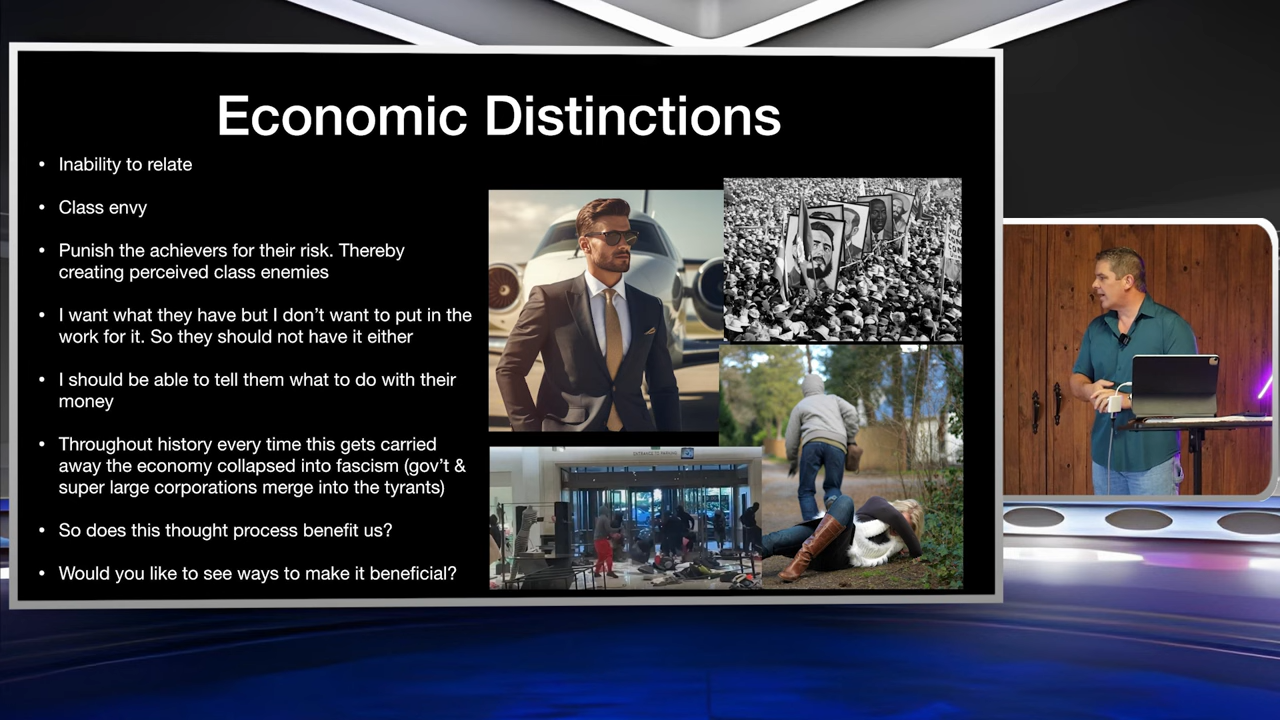 Economic Distinctions
• Inability to relate
• Class envy
• Punish the achievers for their risk. Thereby
creating perceived class enemies
• I want what they have but I don’t want to put in the
work for it. So they should not have it either
• I should be able to tell them what to do with their
money
• Throughout history every time this gets carried
away the economy collapsed into fascism (gov’t &
super large corporations merge into the tyrants)
• So does this thought process benefit us?
• Would you like to see ways to make it beneficial?
ENTRANCE TO PARKING